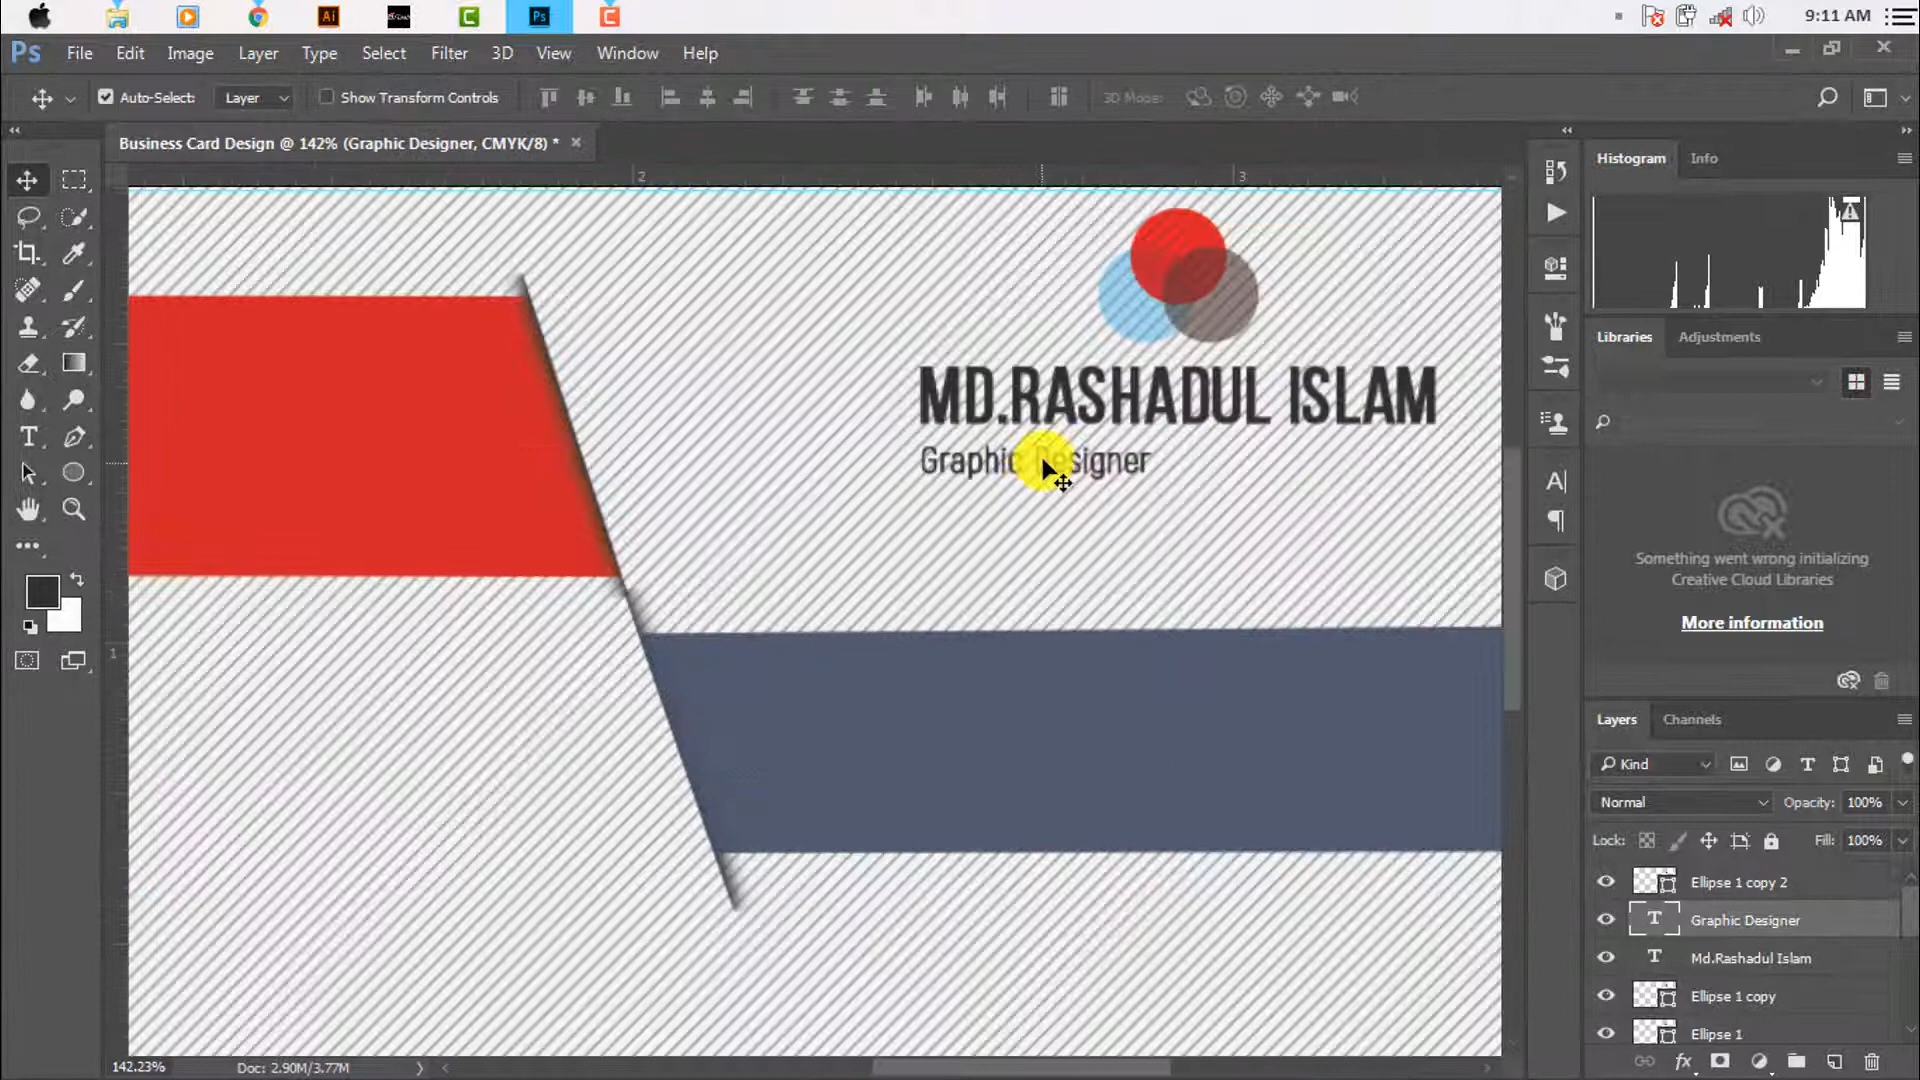 Ai
Ps
9:11 AM
Ps File Edit Image Layer Type Select Filter 3D View Window Help
Auto-Select: Layer Show Transform Controls 3D Mode:
Business Card Design @ 142% (Graphic Designer, CMYK/8) * ×
2 3
1
MD.RASHADUL ISLAM
Graphic Designer
Histogram Info
Libraries Adjustments
Something went wrong initializing
Creative Cloud Libraries
More information
Layers Channels
Kind
Normal Opacity: 100%
Lock: Fill: 100%
Ellipse 1 copy 2
Graphic Designer
Md.Rashadul Islam
Ellipse 1 copy
Ellipse 1
142.23% Doc: 2.90M/3.77M